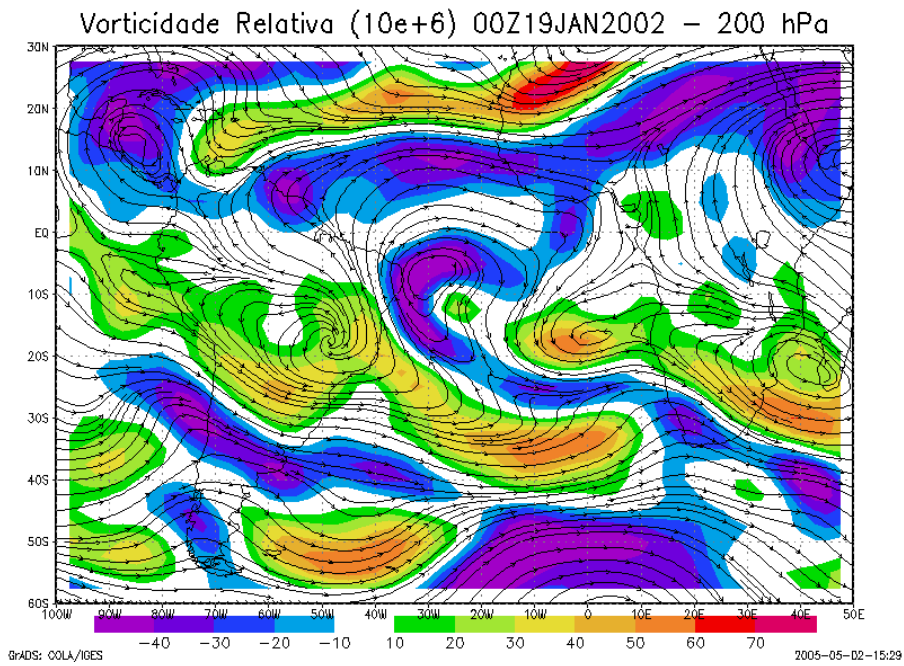 Vorticidade Relativa (10e+6) 00Z19JAN2002 - 200 hPa
30N
20N
10N
EQ
10S
20S
30S
40S
50S
60S
100W 90W 80W 70W 60W 50W 40W 30W 20W 10W 0 10E 20E 30E 40E 50E
-40 -30 -20 -10 10 20 30 40 50 60 70
GrADS: COLA/IGES 2005-05-02-15:29